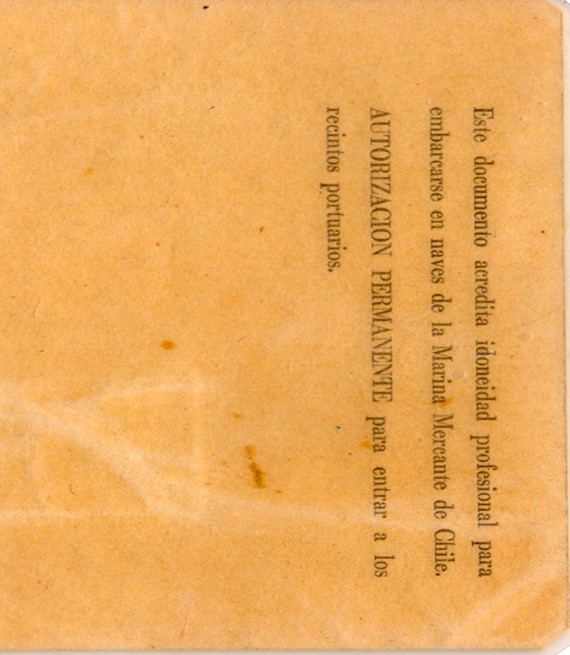 Este documento acredita idoneidad profesional para
embarcarse en naves de la Marina Mercante de Chile.
AUTORIZACION PERMANENTE para entrar a los
recintos portuarios.